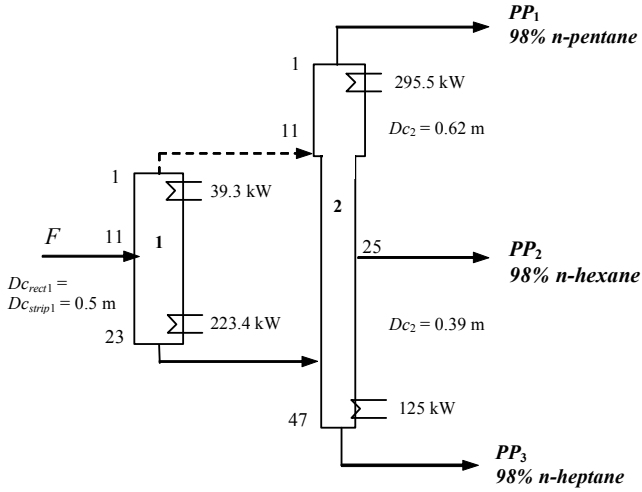 PP1
98% n-pentane
1
295.5 kW
11
Dc2 = 0.62 m
1
39.3 kW
2
F
11
1
25
PP2
98% n-hexane
Dcrect1 =
Dcstrip1 = 0.5 m
223.4 kW
Dc2 = 0.39 m
23
125 kW
47
PP3
98% n-heptane